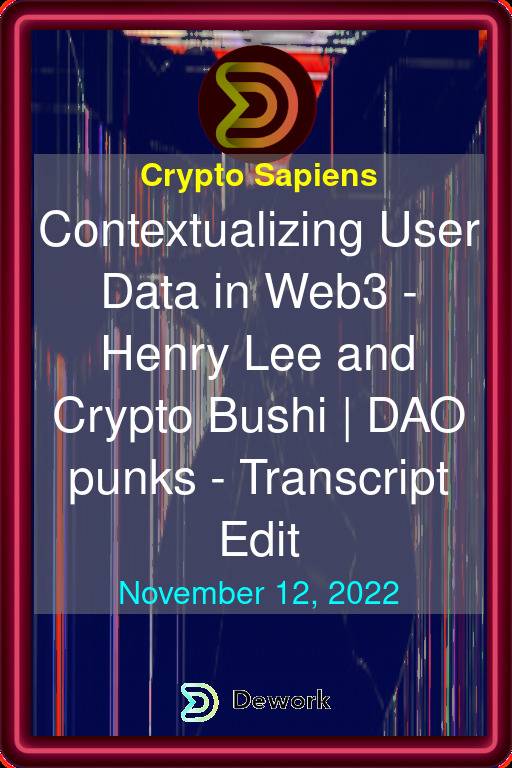 Crypto Sapiens
Contextualizing User
Data in Web3 -
Henry Lee and
Crypto Bushi | DAO
punks - Transcript
Edit
November 12, 2022
Dework